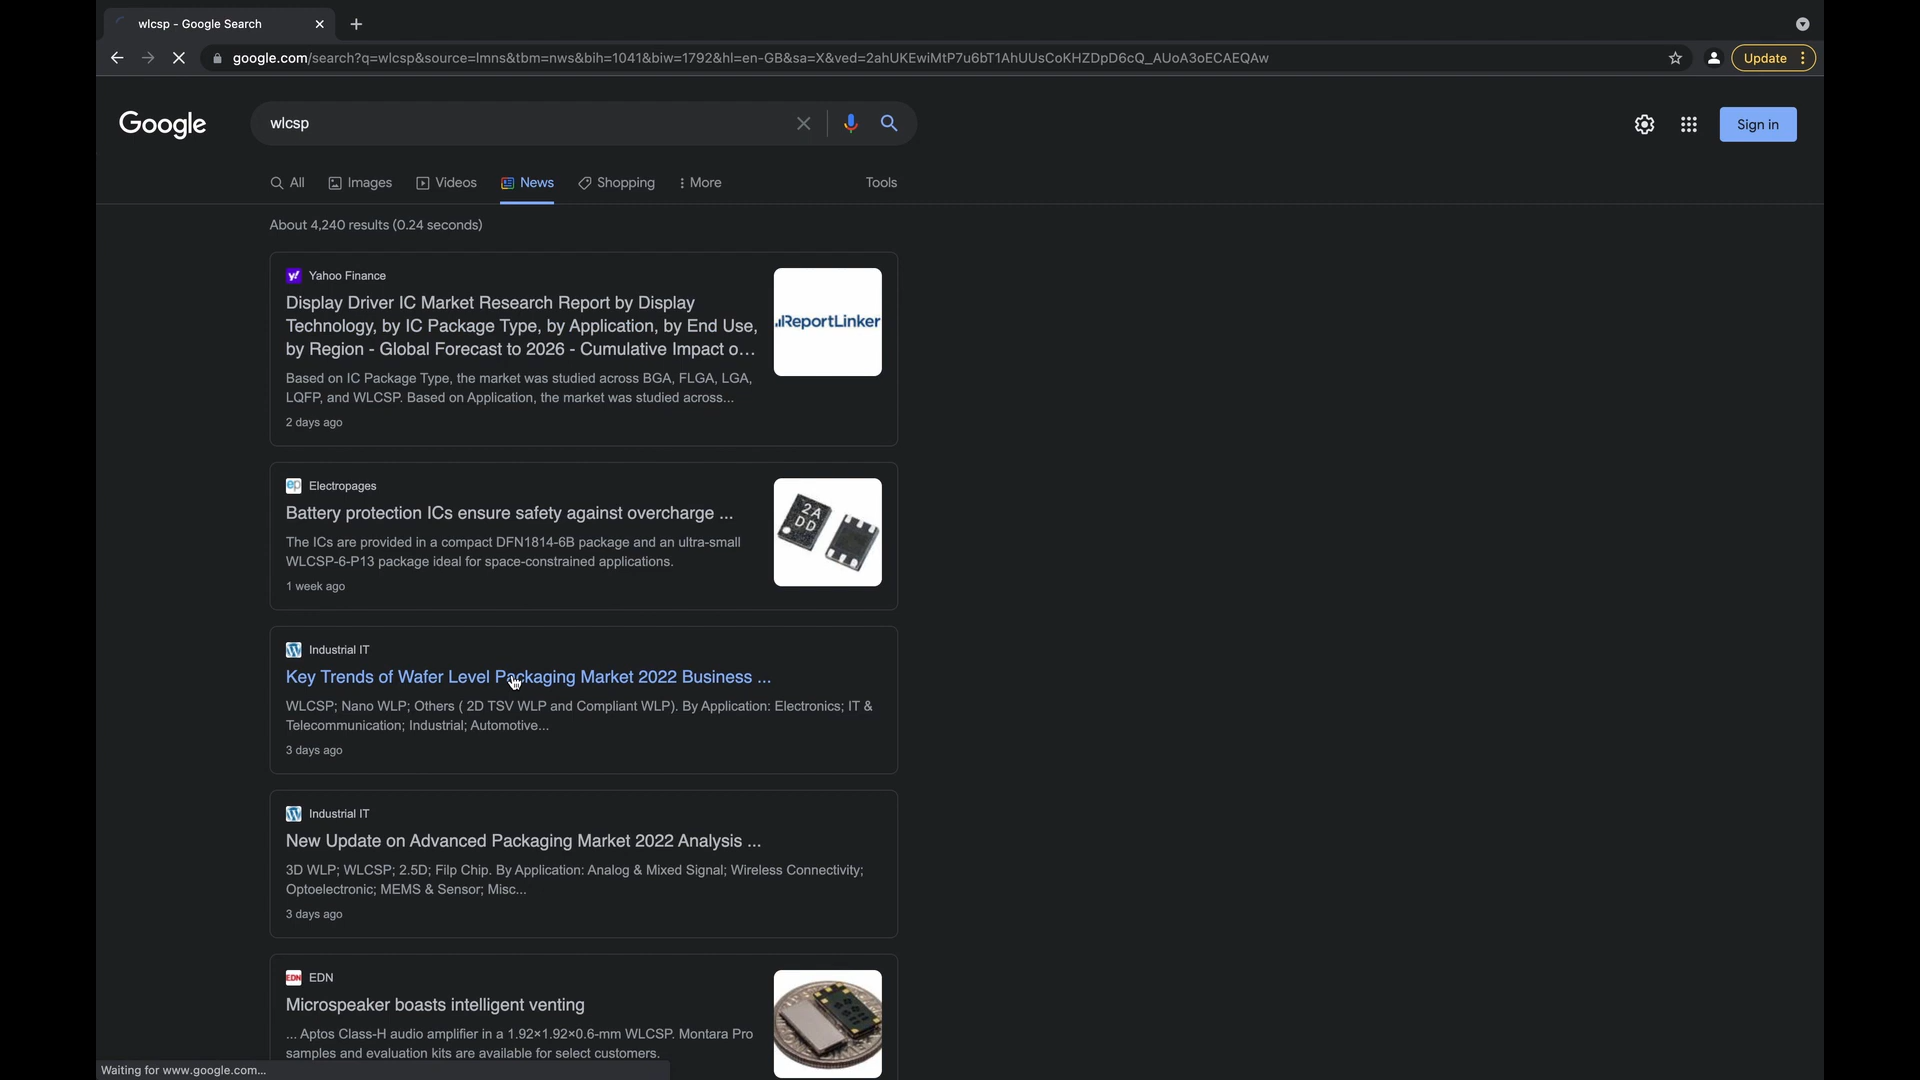 wlcsp - Google Search
google.com/search?q=wlcsp&source=lmns&tbm=nws&bih=1041&biw=1792&hl=en-GB&sa=X&ved=2ahUKEwiMtP7u6bT1AhUUsCoKHZDpD6cQ_AUoA3oECAEQAw
Update
Google
wlcsp
Sign in
All Images Videos News Shopping More Tools
About 4,240 results (0.24 seconds)
y! Yahoo Finance
Display Driver IC Market Research Report by Display
Technology, by IC Package Type, by Application, by End Use,
by Region - Global Forecast to 2026 - Cumulative Impact o...
ReportLinker
Based on IC Package Type, the market was studied across BGA, FLGA, LGA,
LQFP, and WLCSP. Based on Application, the market was studied across...
2 days ago
ep Electropages
Battery protection ICs ensure safety against overcharge ...
2A
DD
The ICs are provided in a compact DFN1814-6B package and an ultra-small
WLCSP-6-P13 package ideal for space-constrained applications.
1 week ago
Industrial IT
Key Trends of Wafer Level Packaging Market 2022 Business ...
WLCSP; Nano WLP; Others ( 2D TSV WLP and Compliant WLP). By Application: Electronics; IT &
Telecommunication; Industrial; Automotive...
3 days ago
Industrial IT
New Update on Advanced Packaging Market 2022 Analysis ...
3D WLP; WLCSP; 2.5D; Filp Chip. By Application: Analog & Mixed Signal; Wireless Connectivity;
Optoelectronic; MEMS & Sensor; Misc...
3 days ago
EDN EDN
Microspeaker boasts intelligent venting
... Aptos Class-H audio amplifier in a 1.92×1.92×0.6-mm WLCSP. Montara Pro
samples and evaluation kits are available for select customers.
Waiting for www.google.com...